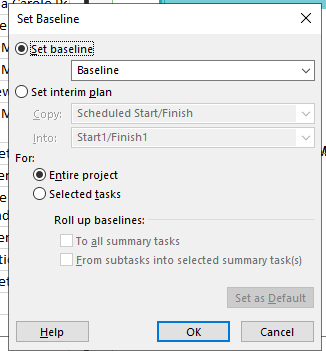 Set Baseline
Set baseline
Baseline
Set interim plan
Copy: Scheduled Start/Finish
Into: Start1/Finish1
For:
Entire project
Selected tasks
Roll up baselines:
To all summary tasks
From subtasks into selected summary task(s)
Set as Default
Help OK Cancel